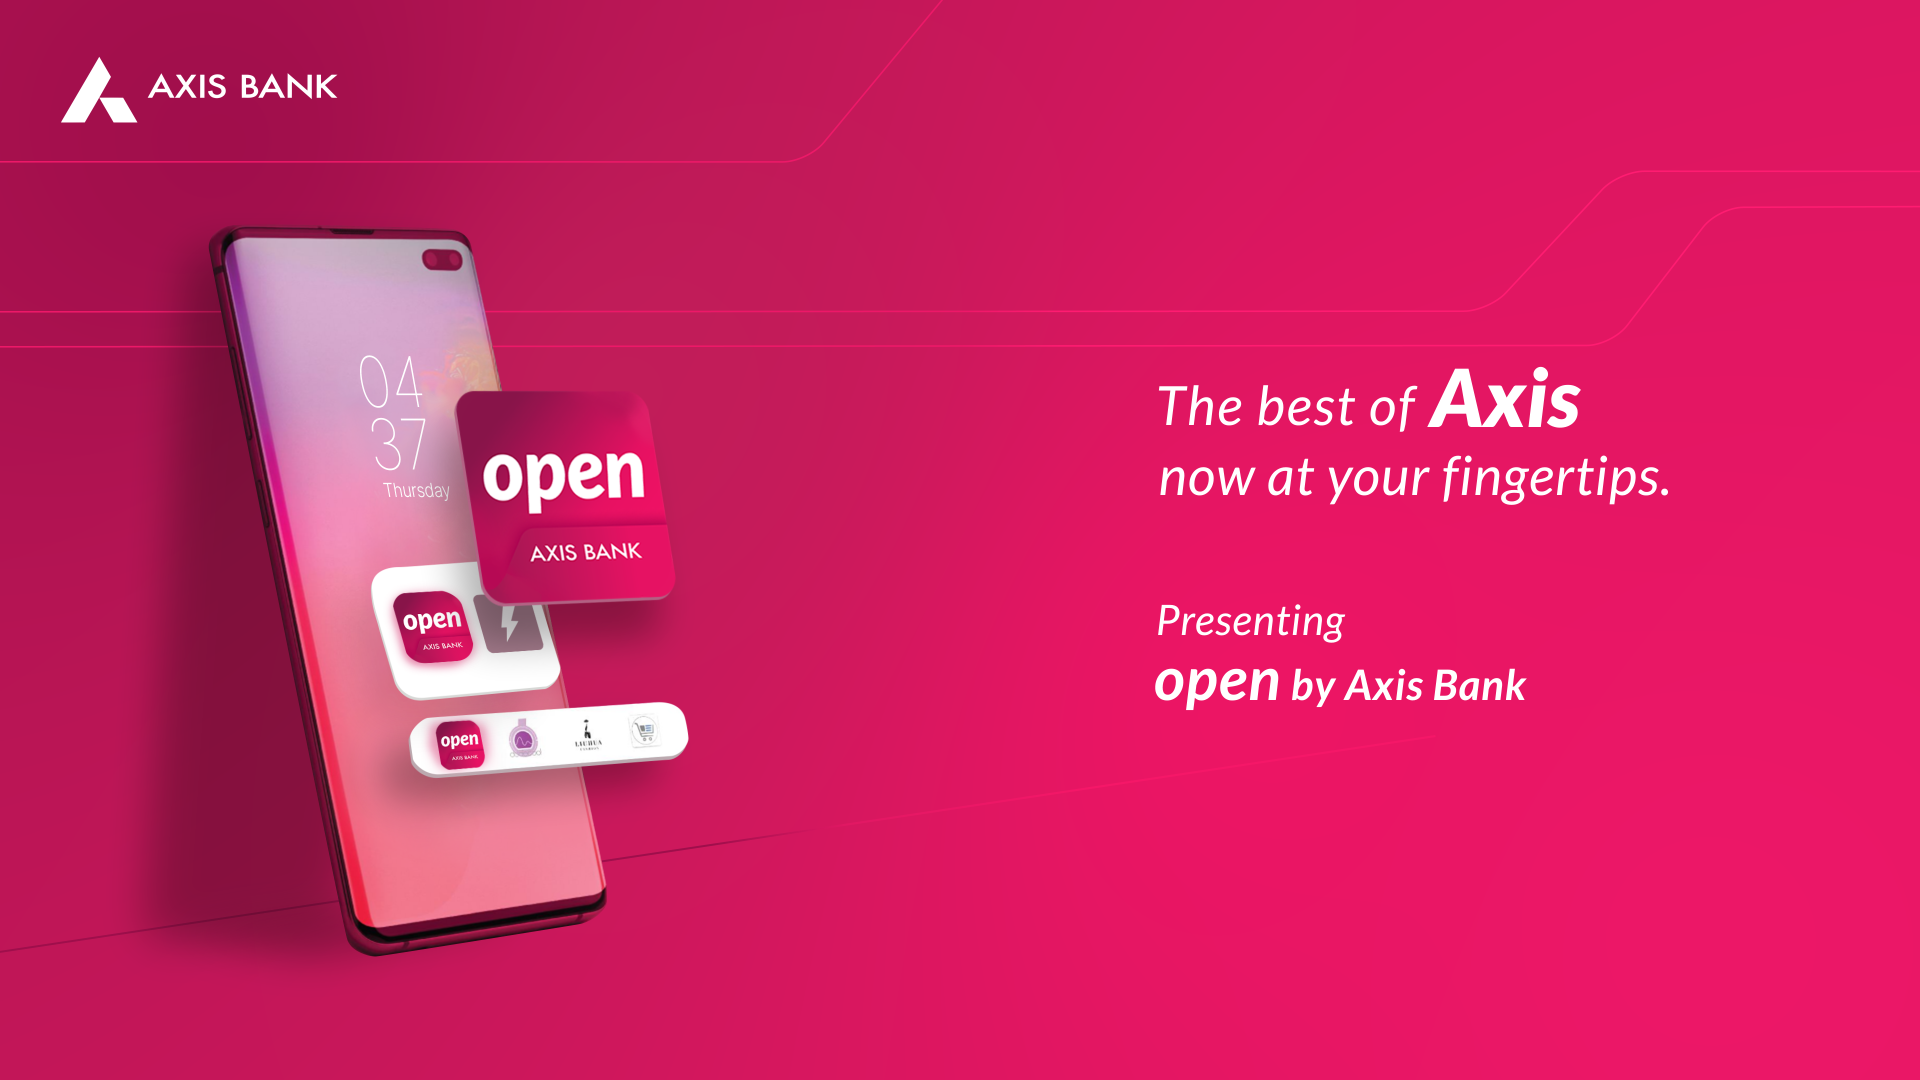 AXIS BANK
04
37
Thursday
open
AXIS BANK
open
AXIS BANK
open
AXIS BANK
LIUHUA
The best of Axis
now at your fingertips.
Presenting
open by Axis Bank